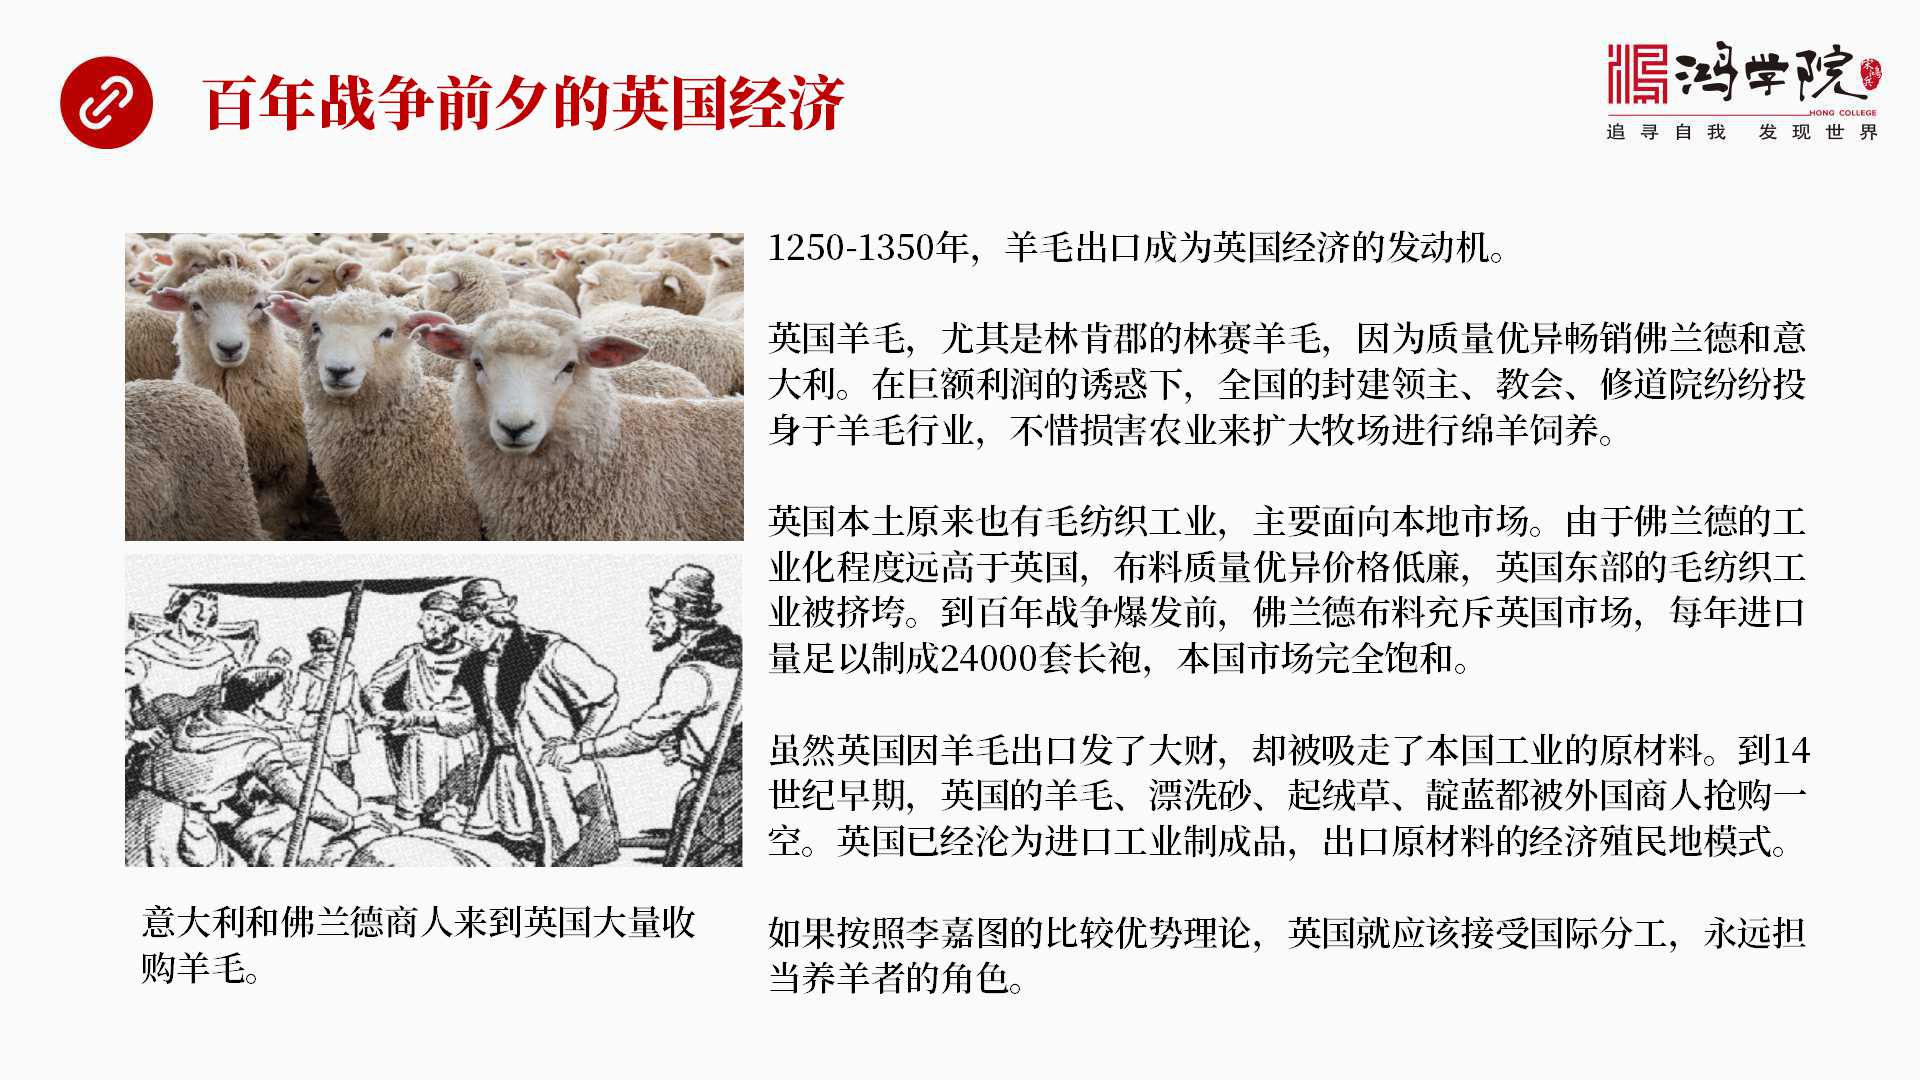 百年战争前夕的英国经济
鸿学院
宋鸿兵
HONG COLLEGE
追寻自我 发现世界
1250-1350年，羊毛出口成为英国经济的发动机。
英国羊毛，尤其是林肯郡的林赛羊毛，因为质量优异畅销佛兰德和意
大利。在巨额利润的诱惑下，全国的封建领主、教会、修道院纷纷投
身于羊毛行业，不惜损害农业来扩大牧场进行绵羊饲养。
英国本土原来也有毛纺织工业，主要面向本地市场。由于佛兰德的工
业化程度远高于英国，布料质量优异价格低廉，英国东部的毛纺织工
业被挤垮。到百年战争爆发前，佛兰德布料充斥英国市场，每年进口
量足以制成24000套长袍，本国市场完全饱和。
虽然英国因羊毛出口发了大财，却被吸走了本国工业的原材料。到14
世纪早期，英国的羊毛、漂洗砂、起绒草、靛蓝都被外国商人抢购一
空。英国已经沦为进口工业制成品，出口原材料的经济殖民地模式。
如果按照李嘉图的比较优势理论，英国就应该接受国际分工，永远担
当养羊者的角色。
意大利和佛兰德商人来到英国大量收
购羊毛。